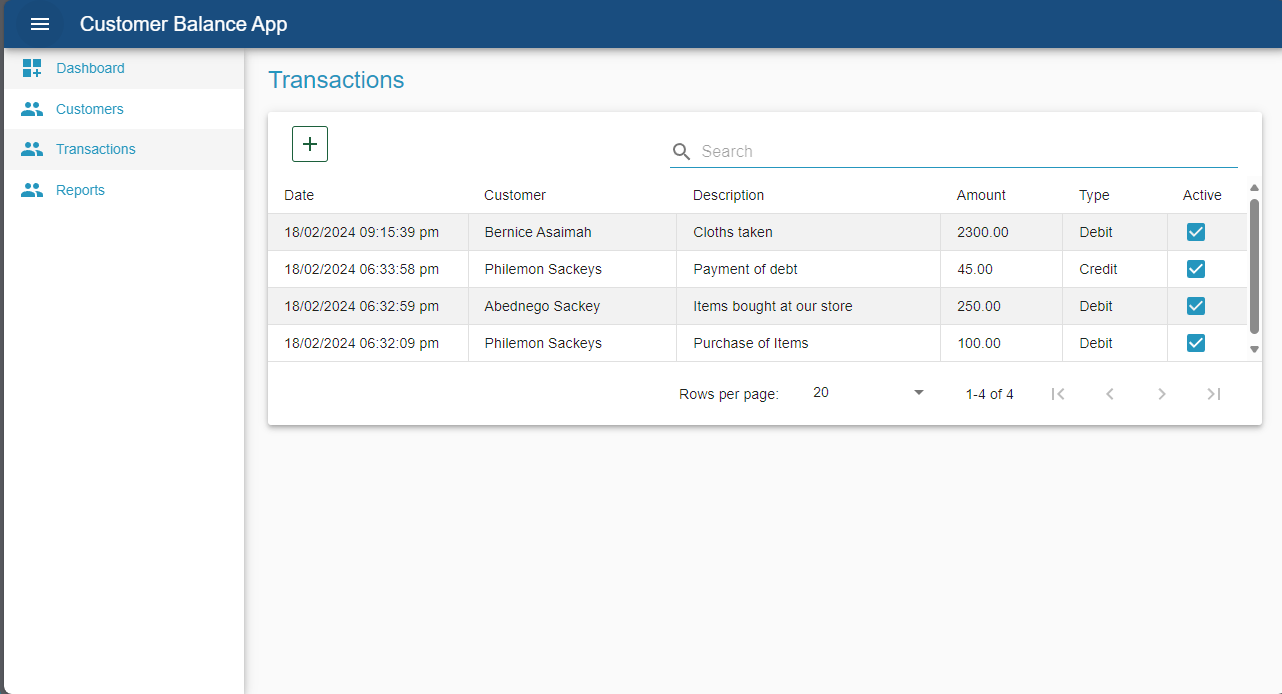 Customer Balance App
Dashboard
Customers
Transactions
Reports
Transactions
Search
Date Customer Description Amount Type Active
18/02/2024 09:15:39 pm Bernice Asaimah Cloths taken 2300.00 Debit
18/02/2024 06:33:58 pm Philemon Sackeys Payment of debt 45.00 Credit
18/02/2024 06:32:59 pm Abednego Sackey Items bought at our store 250.00 Debit
18/02/2024 06:32:09 pm Philemon Sackeys Purchase of Items 100.00 Debit
Rows per page: 20 1-4 of 4